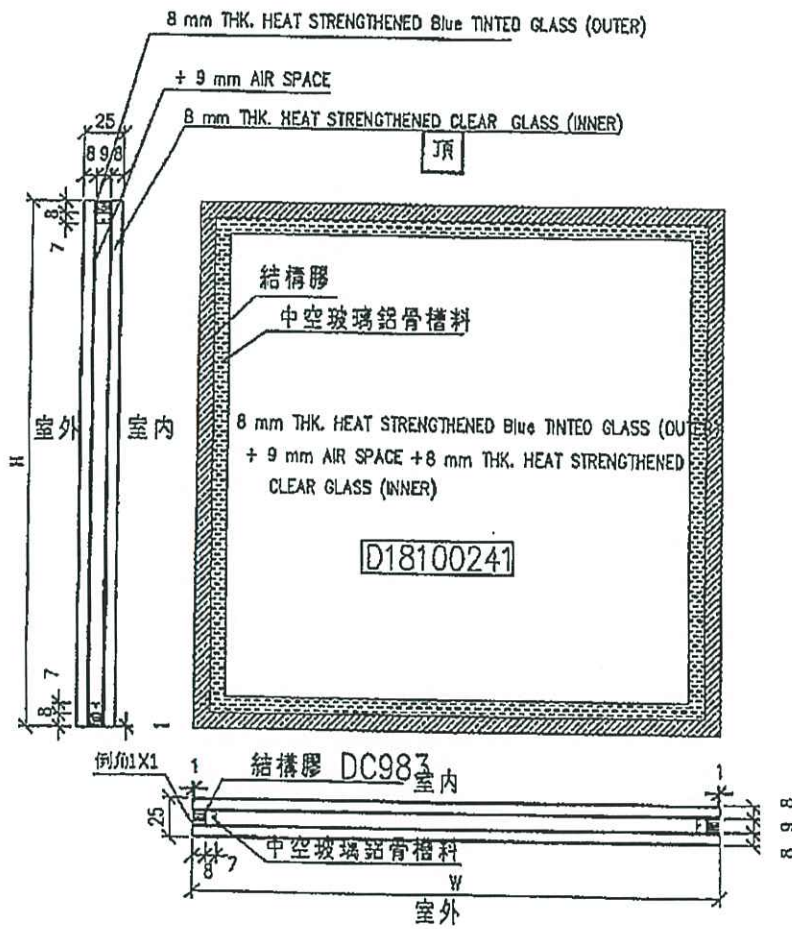 8 mm THK. HEAT STRENGTHENED Blue TINTED GLASS (OUTER)
+ 9 mm AIR SPACE
8 mm THK. HEAT STRENGTHENED CLEAR GLASS (INNER)
25
8 9 8
頂
8
7
結構膠
中空玻璃鋁骨槽料
室外
室内
H
8 mm THK. HEAT STRENGTHENED Blue TINTED GLASS (OUTER)
+ 9 mm AIR SPACE +8 mm THK. HEAT STRENGTHENED
CLEAR GLASS (INNER)
D18100241
7
8
1
倒角1X1
1
結構膠 DC983
室内
1
25
8 9 8
中空玻璃鋁骨槽料
8
7
W
室外